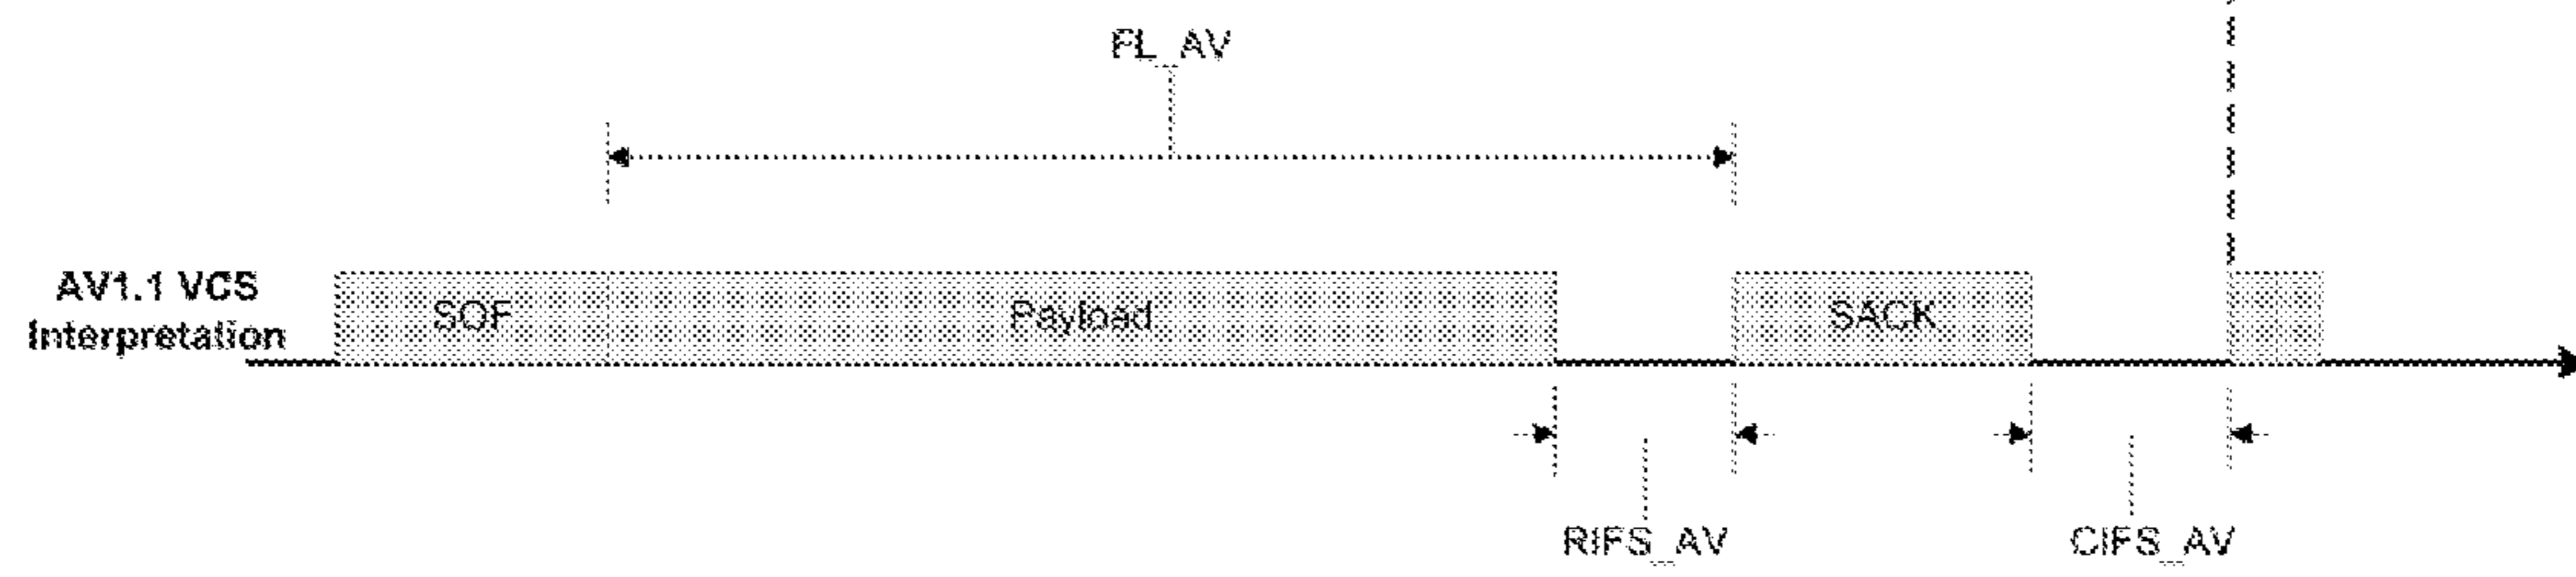 FL_AV
AV1.1 VCS
Interpretation
SOF
Payload
SACK
RIFS_AV
CIFS_AV